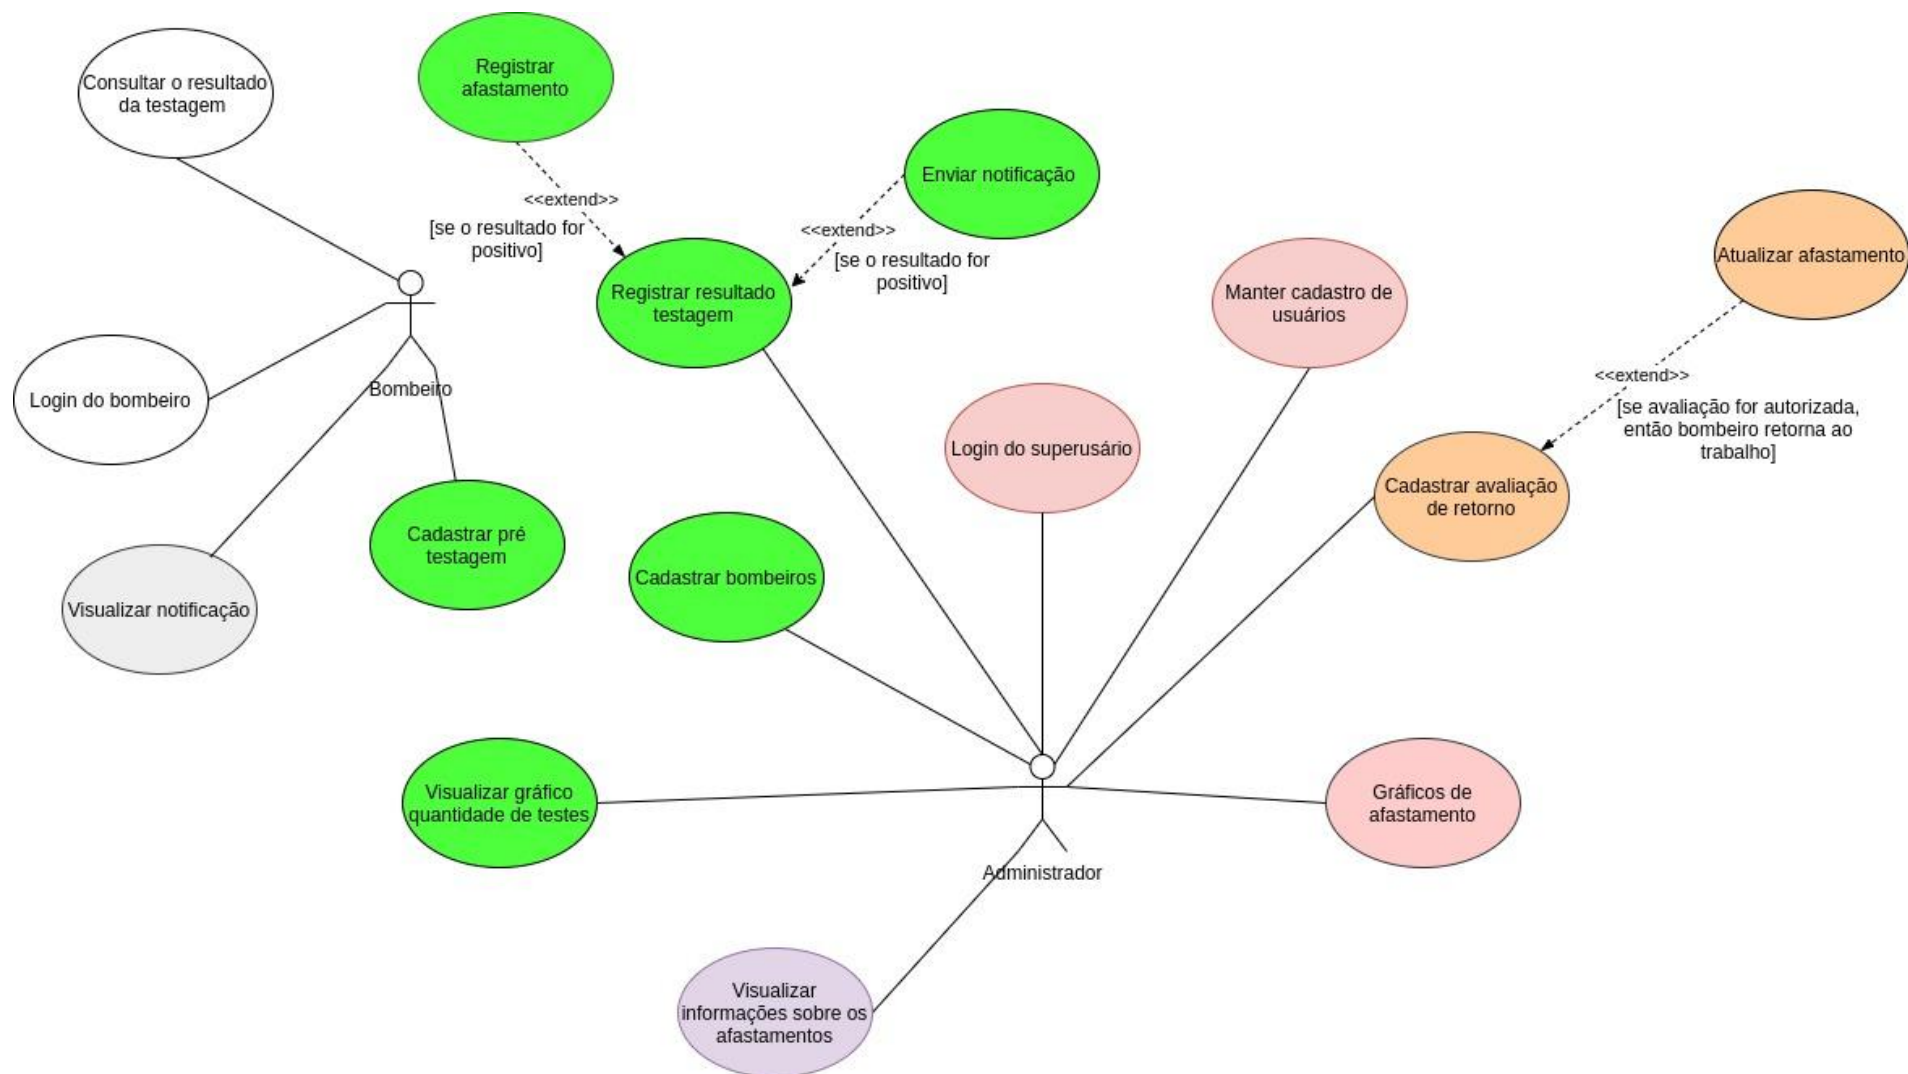 Consultar o resultado
da testagem
Registrar
afastamento
Enviar notificação
<<extend>>
[se o resultado for
positivo]
<<extend>>
[se o resultado for
positivo]
Registrar resultado
testagem
Manter cadastro de
usuários
Atualizar afastamento
<<extend>>
[se avaliação for autorizada,
então bombeiro retorna ao
trabalho]
Login do bombeiro
Bombeiro
Login do superusário
Cadastrar avaliação
de retorno
Cadastrar pré
testagem
Cadastrar bombeiros
Visualizar notificação
Visualizar gráfico
quantidade de testes
Gráficos de
afastamento
Administrador
Visualizar
informações sobre os
afastamentos